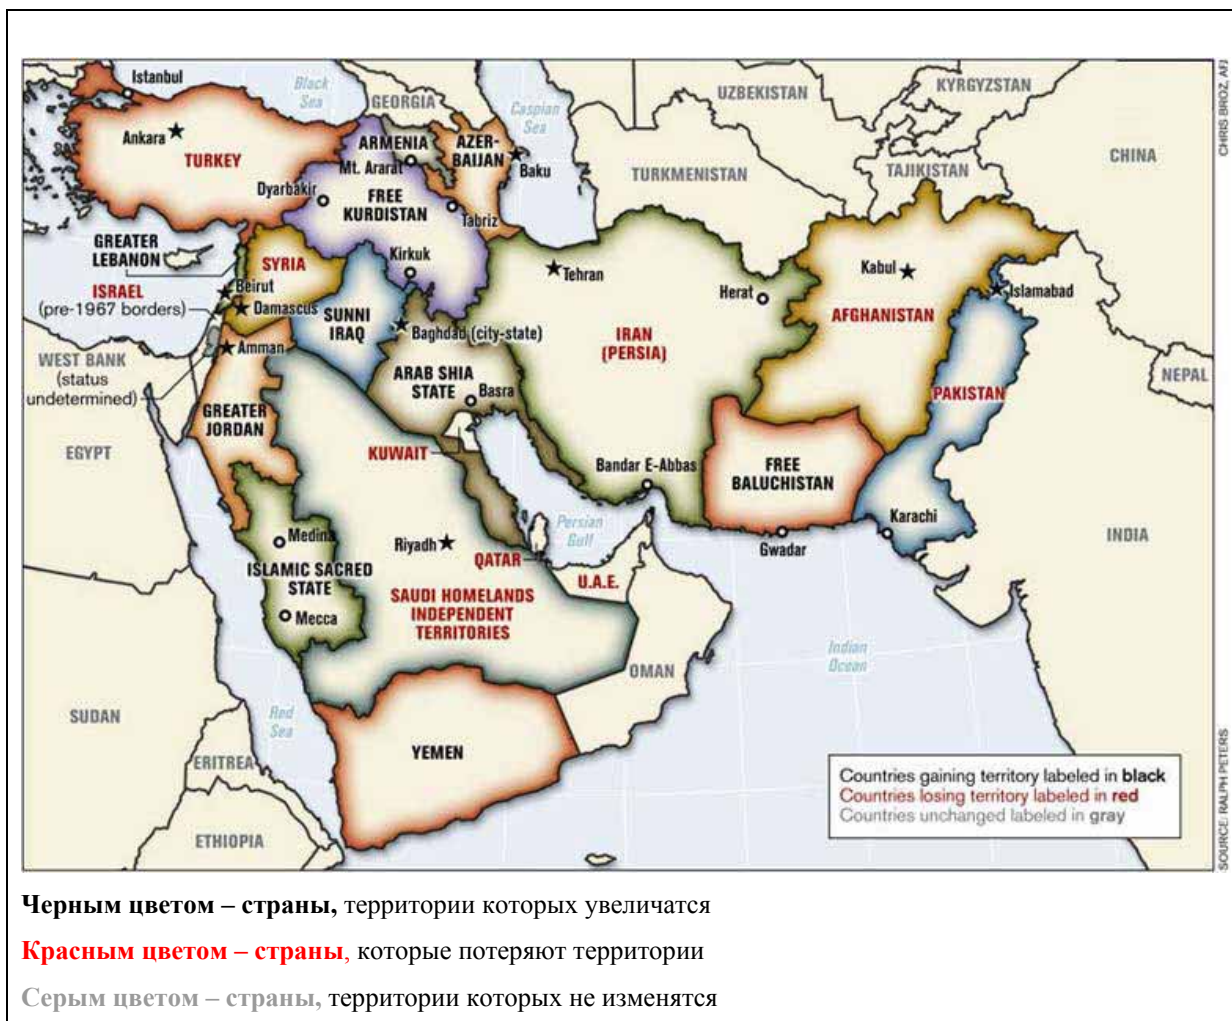 Istanbul
Black
Sea
GEORGIA
Caspian
Sea
UZBEKISTAN
KYRGYZSTAN
CHRIS BROZ, AFJ
Ankara
TURKEY
ARMENIA
Mt. Ararat
AZER-
BAIJAN
Baku
TURKMENISTAN
TAJIKISTAN
CHINA
Dyarbakir
FREE
KURDISTAN
Tabriz
GREATER
LEBANON
SYRIA
Kirkuk
Tehran
Herat
Kabul
Islamabad
ISRAEL
(pre-1967 borders)
Beirut
Damascus
SUNNI
IRAQ
Baghdad (city-state)
IRAN
(PERSIA)
AFGHANISTAN
WEST BANK
(status
undetermined)
Amman
ARAB SHIA
STATE
Basra
PAKISTAN
NEPAL
GREATER
JORDAN
EGYPT
KUWAIT
Bandar E-Abbas
FREE
BALUCHISTAN
Karachi
Gwadar
INDIA
Medina
Riyadh
Persian
Gulf
ISLAMIC SACRED
STATE
QATAR
U.A.E.
Mecca
SAUDI HOMELANDS
INDEPENDENT
TERRITORIES
OMAN
Indian
Ocean
SUDAN
Red
Sea
YEMEN
ERITREA
ETHIOPIA
Countries gaining territory labeled in black
Countries losing territory labeled in red
Countries unchanged labeled in gray
SOURCE: RALPH PETERS
Черным цветом – страны, территории которых увеличатся
Красным цветом – страны, которые потеряют территории
Серым цветом – страны, территории которых не изменятся